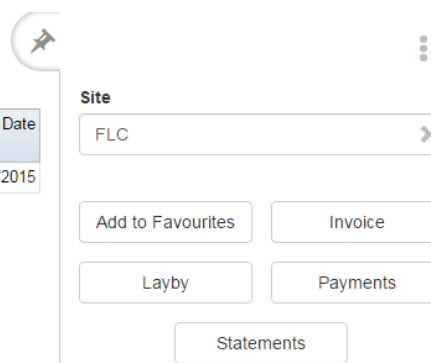 Site
Date
FLC
2015
Add to Favourites
Invoice
Layby
Payments
Statements